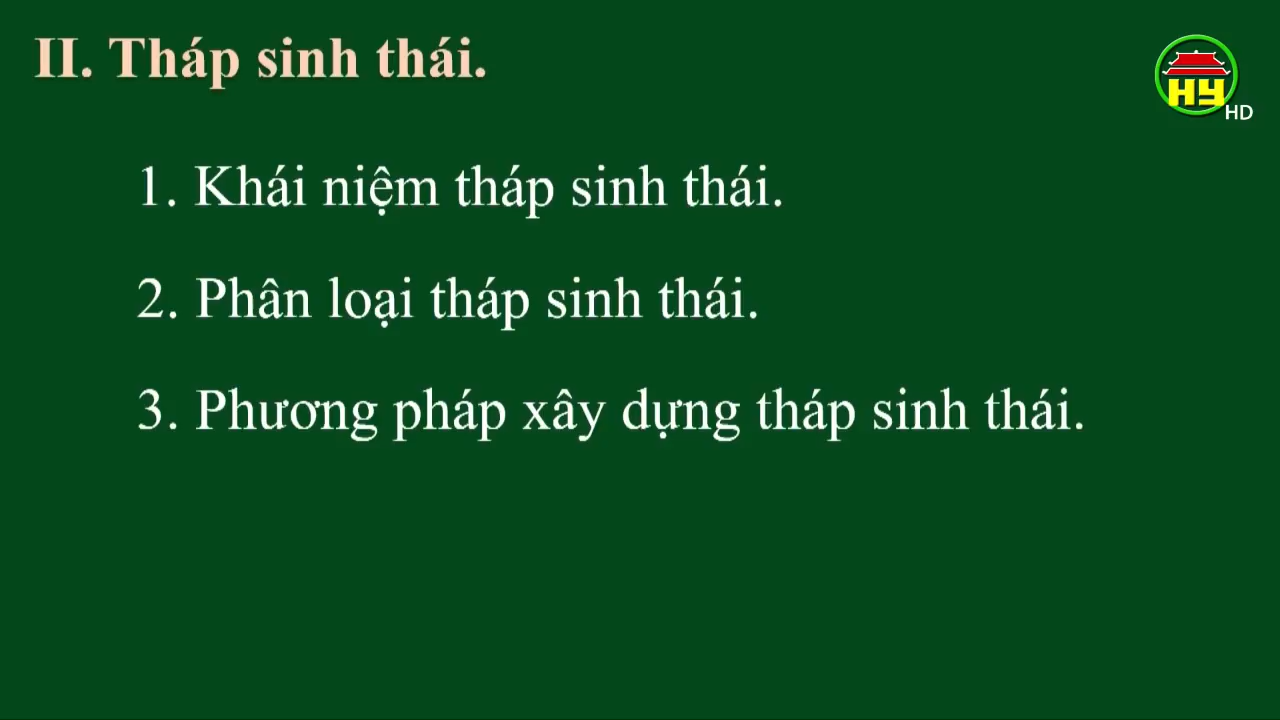 II. Tháp sinh thái.
HY
HD
1. Khái niệm tháp sinh thái.
2. Phân loại tháp sinh thái.
3. Phương pháp xây dựng tháp sinh thái.